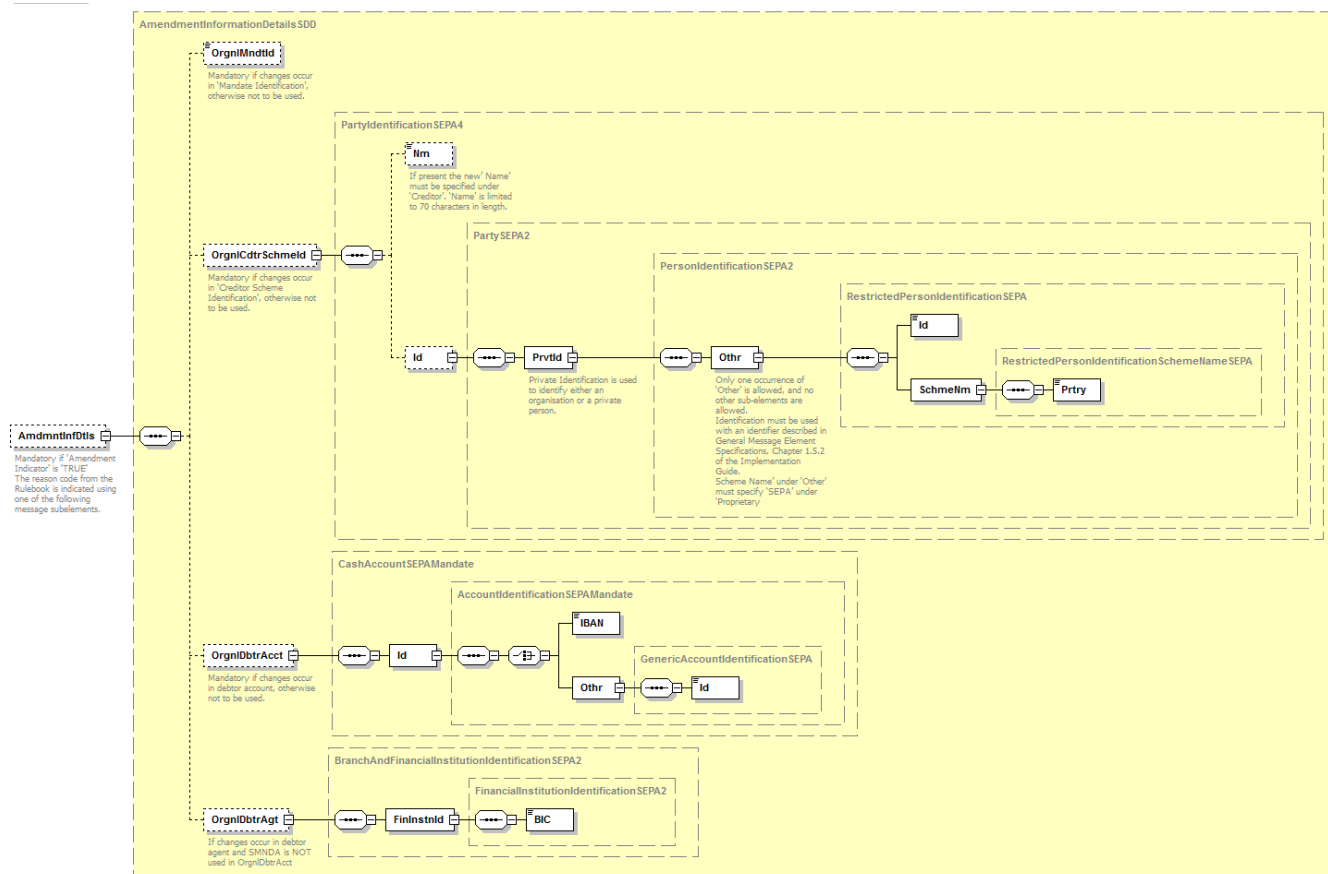 AmendmentInformationDetailsSDD
OrgnlMndtId
Mandatory if changes occur
in 'Mandate Identification',
otherwise not to be used.
PartyIdentificationSEPA4
Nm
If present the new' Name'
must be specified under
'Creditor'. 'Name' is limited
to 70 characters in length.
PartySEPA2
OrgnlCdtrSchmeId
Mandatory if changes occur
in 'Creditor Scheme
Identification', otherwise not
to be used.
PersonIdentificationSEPA2
RestrictedPersonIdentificationSEPA
Id
Id
PrvtId
Private Identification is used
to identify either an
organisation or a private
person.
Othr
Only one occurrence of
'Other' is allowed, and no
other sub-elements are
allowed.
Identification must be used
with an identifier described in
General Message Element
Specifications, Chapter 1.5.2
of the Implementation
Guide.
Scheme Name' under 'Other'
must specify 'SEPA' under
'Proprietary
RestrictedPersonIdentificationSchemeNameSEPA
SchmeNm
Prtry
AmdmntInfDtls
Mandatory if 'Amendment
Indicator' is 'TRUE'
The reason code from the
Rulebook is indicated using
one of the following
message subelements.
CashAccountSEPAMandate
AccountIdentificationSEPAMandate
IBAN
OrgnlDbtrAcct
Mandatory if changes occur
in debtor account, otherwise
not to be used.
Id
GenericAccountIdentificationSEPA
Othr
Id
BranchAndFinancialInstitutionIdentificationSEPA2
FinancialInstitutionIdentificationSEPA2
OrgnlDbtrAgt
If changes occur in debtor
agent and SMNDA is NOT
used in OrgnlDbtrAcct
FinInstnId
BIC